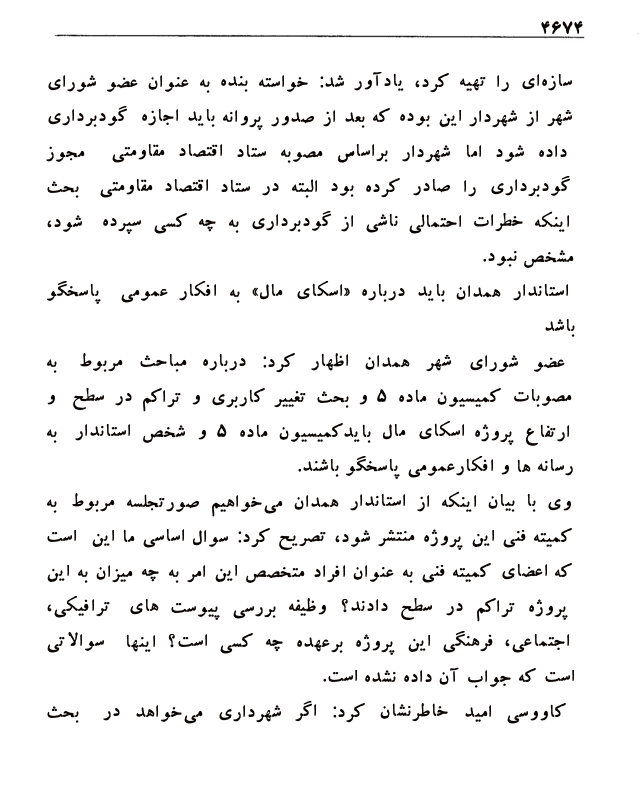 ۴۶۷۴
سازه‌ای را تهیه کرد، یادآور شد: خواسته بنده به عنوان عضو شورای
شهر از شهردار این بوده که بعد از صدور پروانه باید اجازه گودبرداری
داده شود اما شهردار براساس مصوبه ستاد اقتصاد مقاومتی مجوز
گودبرداری را صادر کرده بود البته در ستاد اقتصاد مقاومتی بحث
اینکه خطرات احتمالی ناشی از گودبرداری به چه کسی سپرده شود،
مشخص نبود.
استاندار همدان باید درباره «اسکای مال» به افکار عمومی پاسخگو
باشد
عضو شورای شهر همدان اظهار کرد: درباره مباحث مربوط به
مصوبات کمیسیون ماده ۵ و بحث تغییر کاربری و تراکم در سطح و
ارتفاع پروژه اسکای مال بایدکمیسیون ماده ۵ و شخص استاندار به
رسانه ها و افکارعمومی پاسخگو باشند.
وی با بیان اینکه از استاندار همدان می‌خواهیم صورتجلسه مربوط به
کمیته فنی این پروژه منتشر شود، تصریح کرد: سوال اساسی ما این است
که اعضای کمیته فنی به عنوان افراد متخصص این امر به چه میزان به این
پروژه تراکم در سطح دادند؟ وظیفه بررسی پیوست های ترافیکی،
اجتماعی، فرهنگی این پروژه برعهده چه کسی است؟ اینها سوالاتی
است که جواب آن داده نشده است.
کاووسی امید خاطرنشان کرد: اگر شهرداری می‌خواهد در بحث